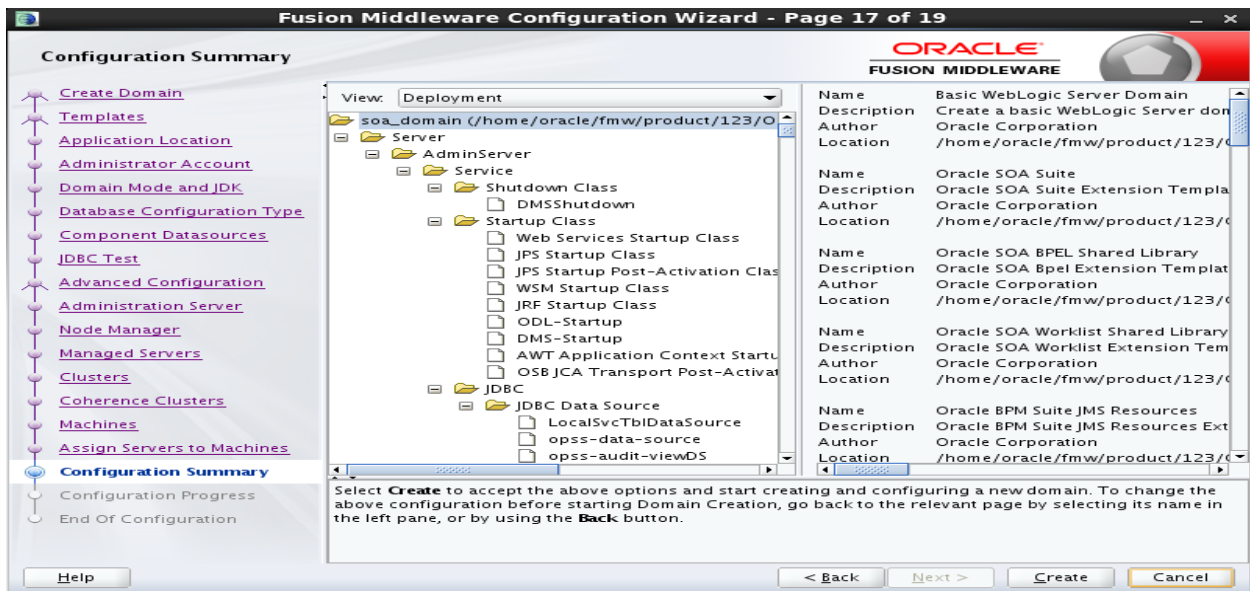 Fusion Middleware Configuration Wizard - Page 17 of 19
Configuration Summary
ORACLE
FUSION MIDDLEWARE
Create Domain
Templates
Application Location
Administrator Account
Domain Mode and JDK
Database Configuration Type
Component Datasources
JDBC Test
Advanced Configuration
Administration Server
Node Manager
Managed Servers
Clusters
Coherence Clusters
Machines
Assign Servers to Machines
Configuration Summary
Configuration Progress
End Of Configuration
View: Deployment
soa_domain (/home/oracle/fmw/product/123/O
Server
AdminServer
Service
Shutdown Class
DMSShutdown
Startup Class
Web Services Startup Class
JPS Startup Class
JPS Startup Post-Activation Clas
WSM Startup Class
JRF Startup Class
ODL-Startup
DMS-Startup
AWT Application Context Startu
OSB JCA Transport Post-Activat
JDBC
JDBC Data Source
LocalSvcTblDataSource
opss-data-source
opss-audit-viewDS
Name Basic WebLogic Server Domain
Description Create a basic WebLogic Server don
Author Oracle Corporation
Location /home/oracle/fmw/product/123/
Name Oracle SOA Suite
Description Oracle SOA Suite Extension Templa
Author Oracle Corporation
Location /home/oracle/fmw/product/123/
Name Oracle SOA BPEL Shared Library
Description Oracle SOA Bpel Extension Templat
Author Oracle Corporation
Location /home/oracle/fmw/product/123/
Name Oracle SOA Worklist Shared Library
Description Oracle SOA Worklist Extension Tem
Author Oracle Corporation
Location /home/oracle/fmw/product/123/
Name Oracle BPM Suite JMS Resources
Description Oracle BPM Suite JMS Resources Ext
Author Oracle Corporation
Location /home/oracle/fmw/product/123/
Select Create to accept the above options and start creating and configuring a new domain. To change the
above configuration before starting Domain Creation, go back to the relevant page by selecting its name in
the left pane, or by using the Back button.
Help
< Back
Next >
Create
Cancel